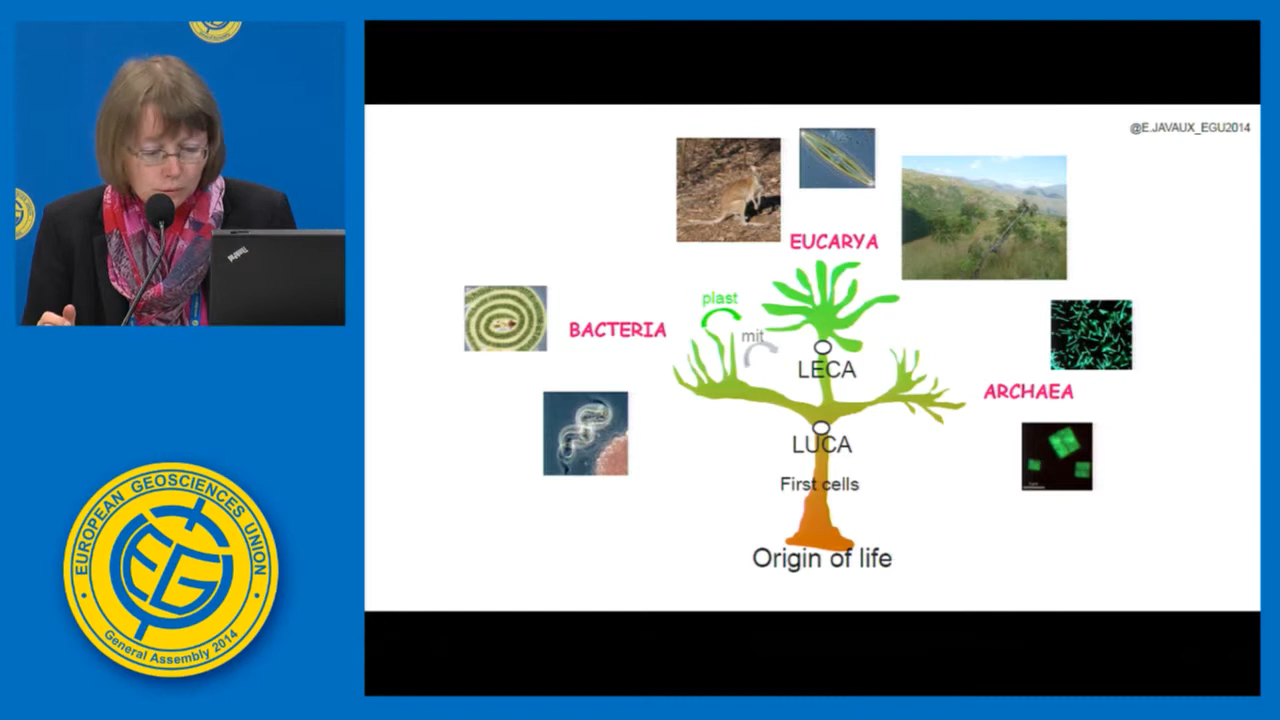 @E.JAVAUX_EGU2014
EUCARYA
plast
BACTERIA
mit
LECA
ARCHAEA
LUCA
First cells
Origin of life
ThinkPad
EUROPEAN GEOSCIENCES UNION
EGU
General Assembly 2014